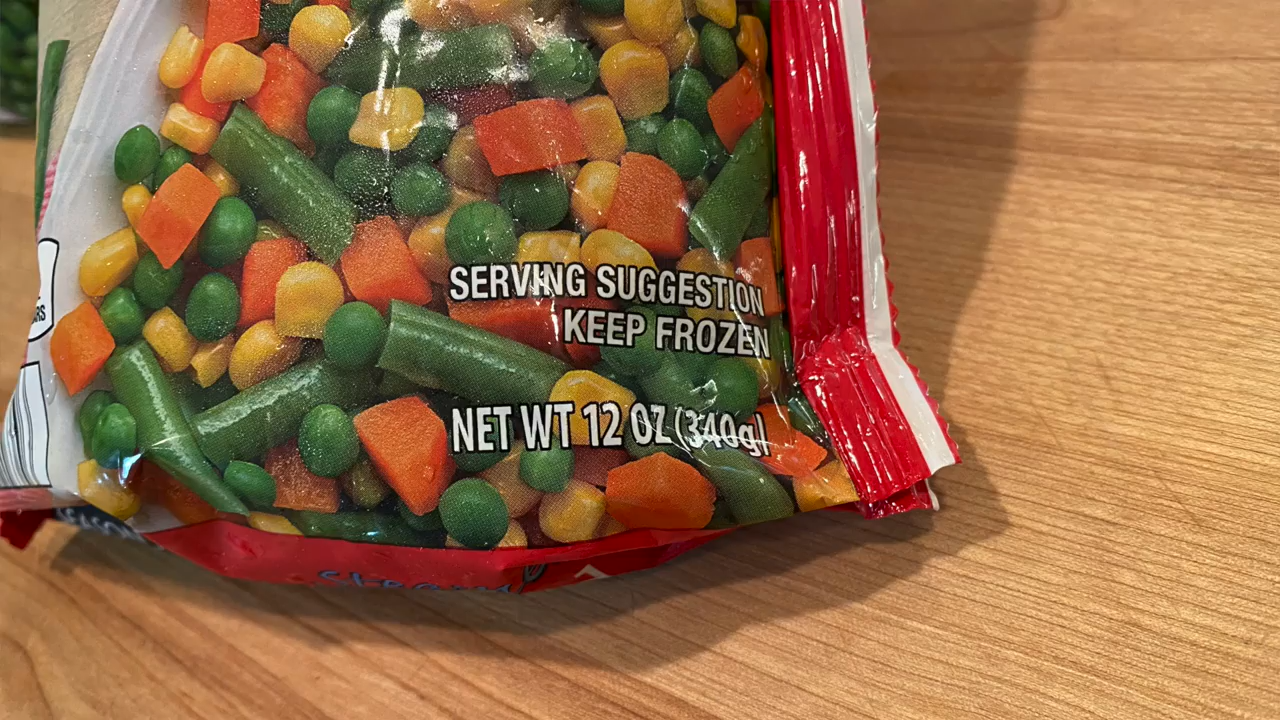 SERVING SUGGESTION
KEEP FROZEN
NET WT 12 OZ (340g)